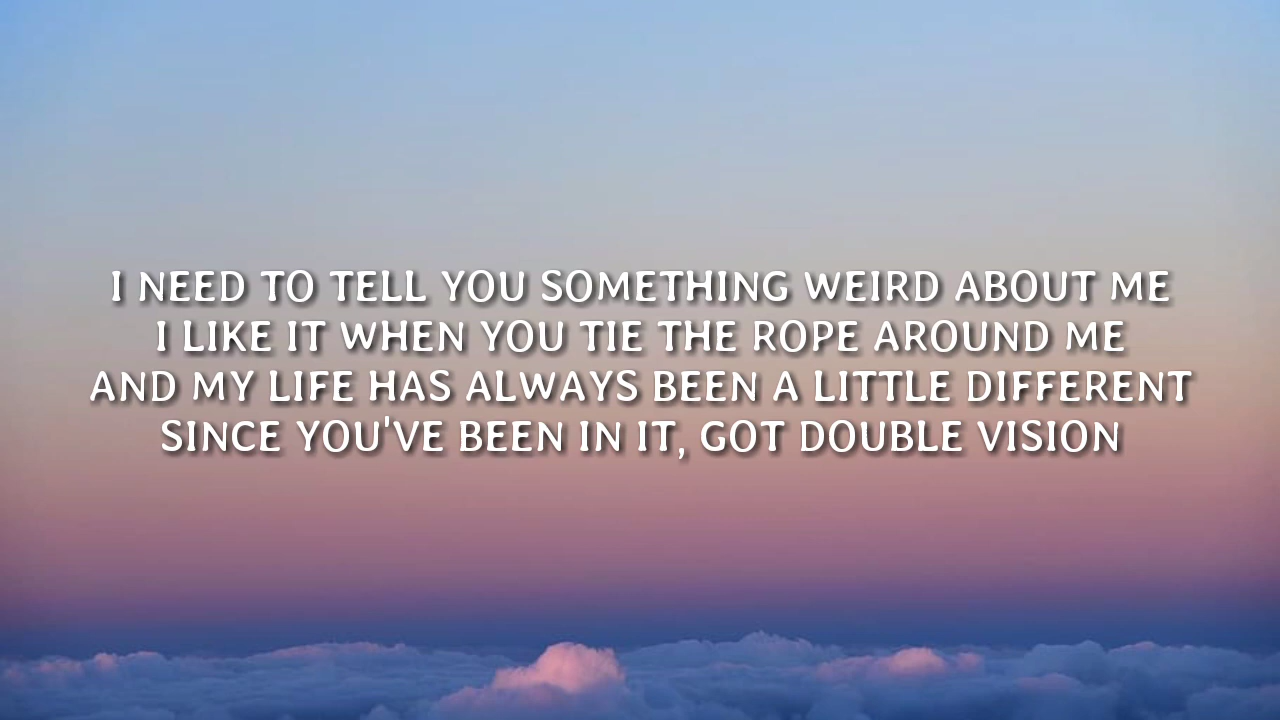 I NEED TO TELL YOU SOMETHING WEIRD ABOUT ME
I LIKE IT WHEN YOU TIE THE ROPE AROUND ME
AND MY LIFE HAS ALWAYS BEEN A LITTLE DIFFERENT
SINCE YOU'VE BEEN IN IT, GOT DOUBLE VISION